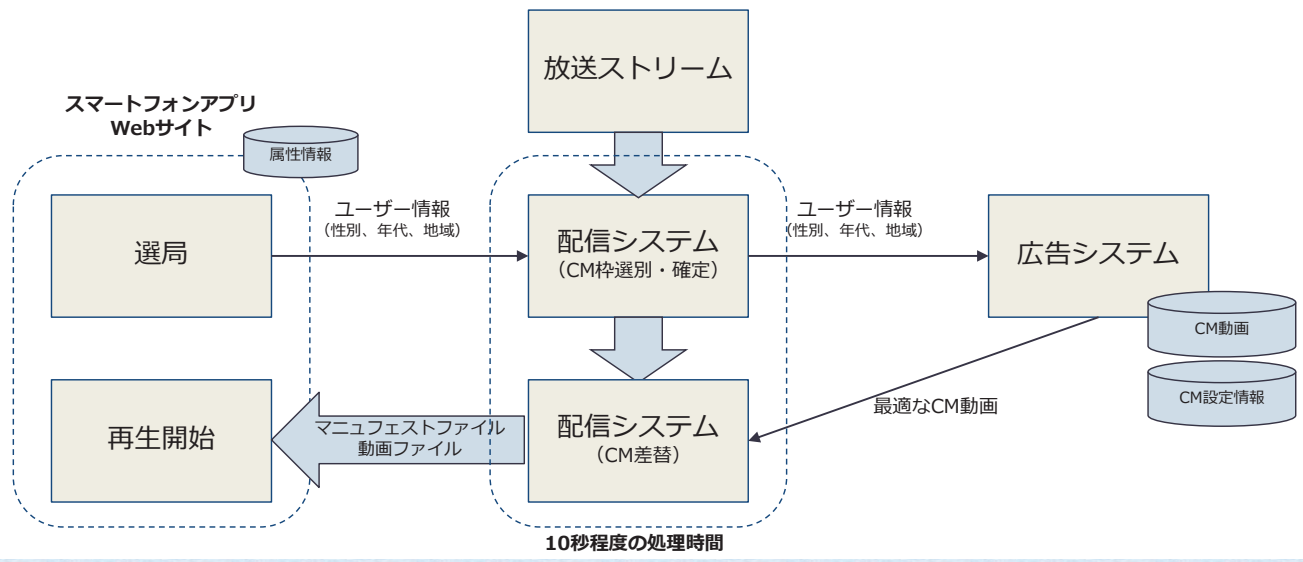 放送ストリーム
スマートフォンアプリ
Webサイト
属性情報
選局
ユーザー情報
（性別、年代、地域）
配信システム
（CM枠選別・確定）
ユーザー情報
（性別、年代、地域）
広告システム
CM動画
CM設定情報
最適なCM動画
配信システム
（CM差替）
マニュフェストファイル
動画ファイル
再生開始
10秒程度の処理時間